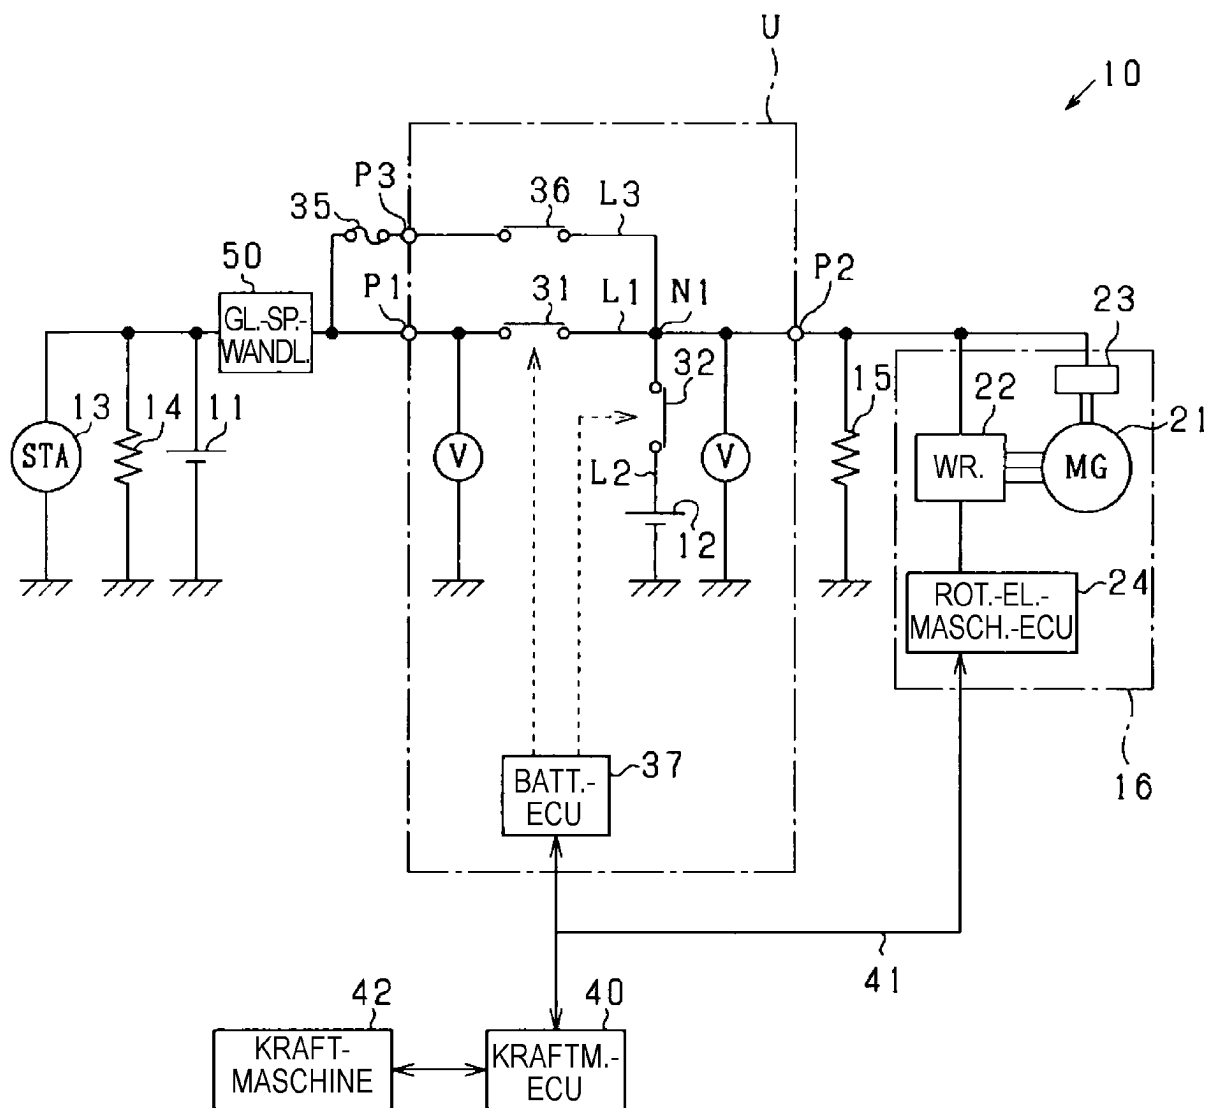 U
10
P3
35
36
L3
50
P1
31
L1
N1
P2
23
GL.-SP.-
WANDL.
32
22
15
21
13
14
11
STA
V
V
WR.
MG
L2
12
24
ROT.-EL.-
MASCH.-ECU
37
BATT.-
ECU
16
41
42
40
KRAFT-
MASCHINE
KRAFTM.-
ECU